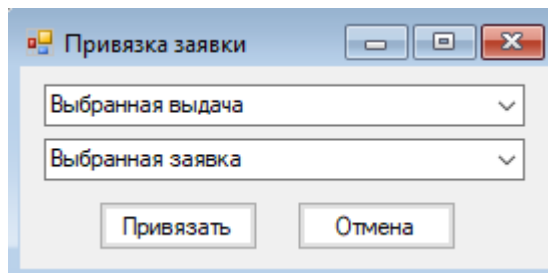 Привязка заявки
Выбранная выдача
Выбранная заявка
Привязать Отмена